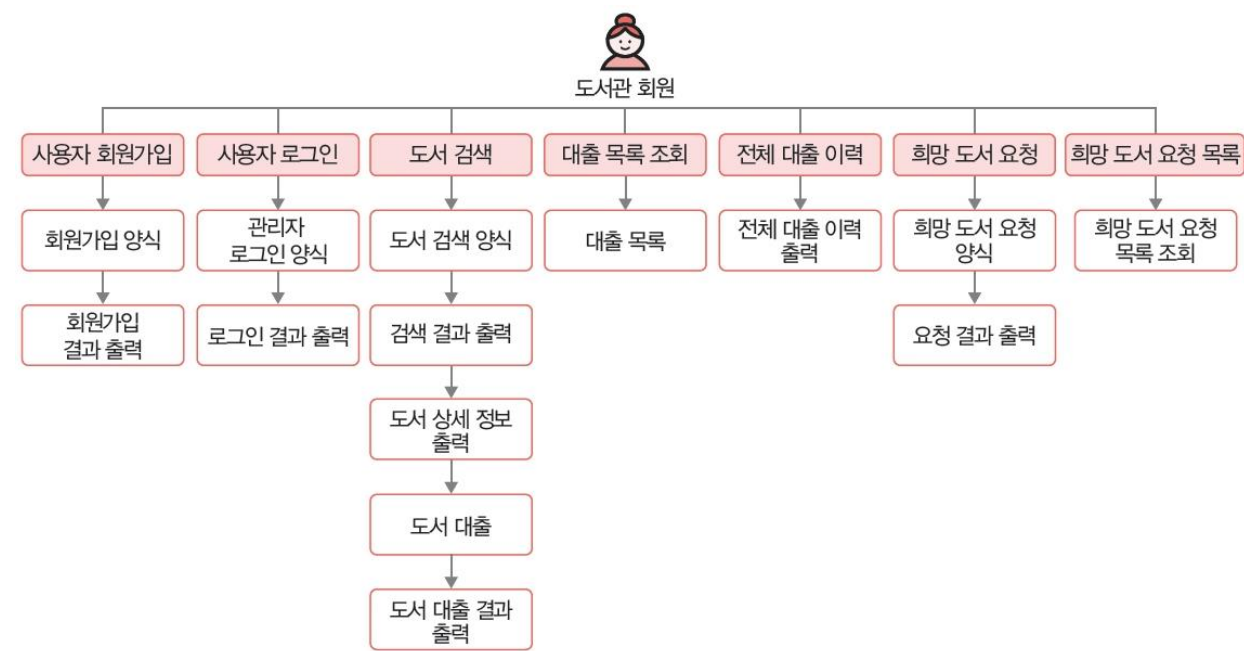 도서관 회원
사용자 회원가입
사용자 로그인
도서 검색
대출 목록 조회
전체 대출 이력
희망 도서 요청
희망 도서 요청 목록
회원가입 양식
관리자
로그인 양식
도서 검색 양식
대출 목록
전체 대출 이력
출력
희망 도서 요청
양식
희망 도서 요청
목록 조회
회원가입
결과 출력
로그인 결과 출력
검색 결과 출력
요청 결과 출력
도서 상세 정보
출력
도서 대출
도서 대출 결과
출력